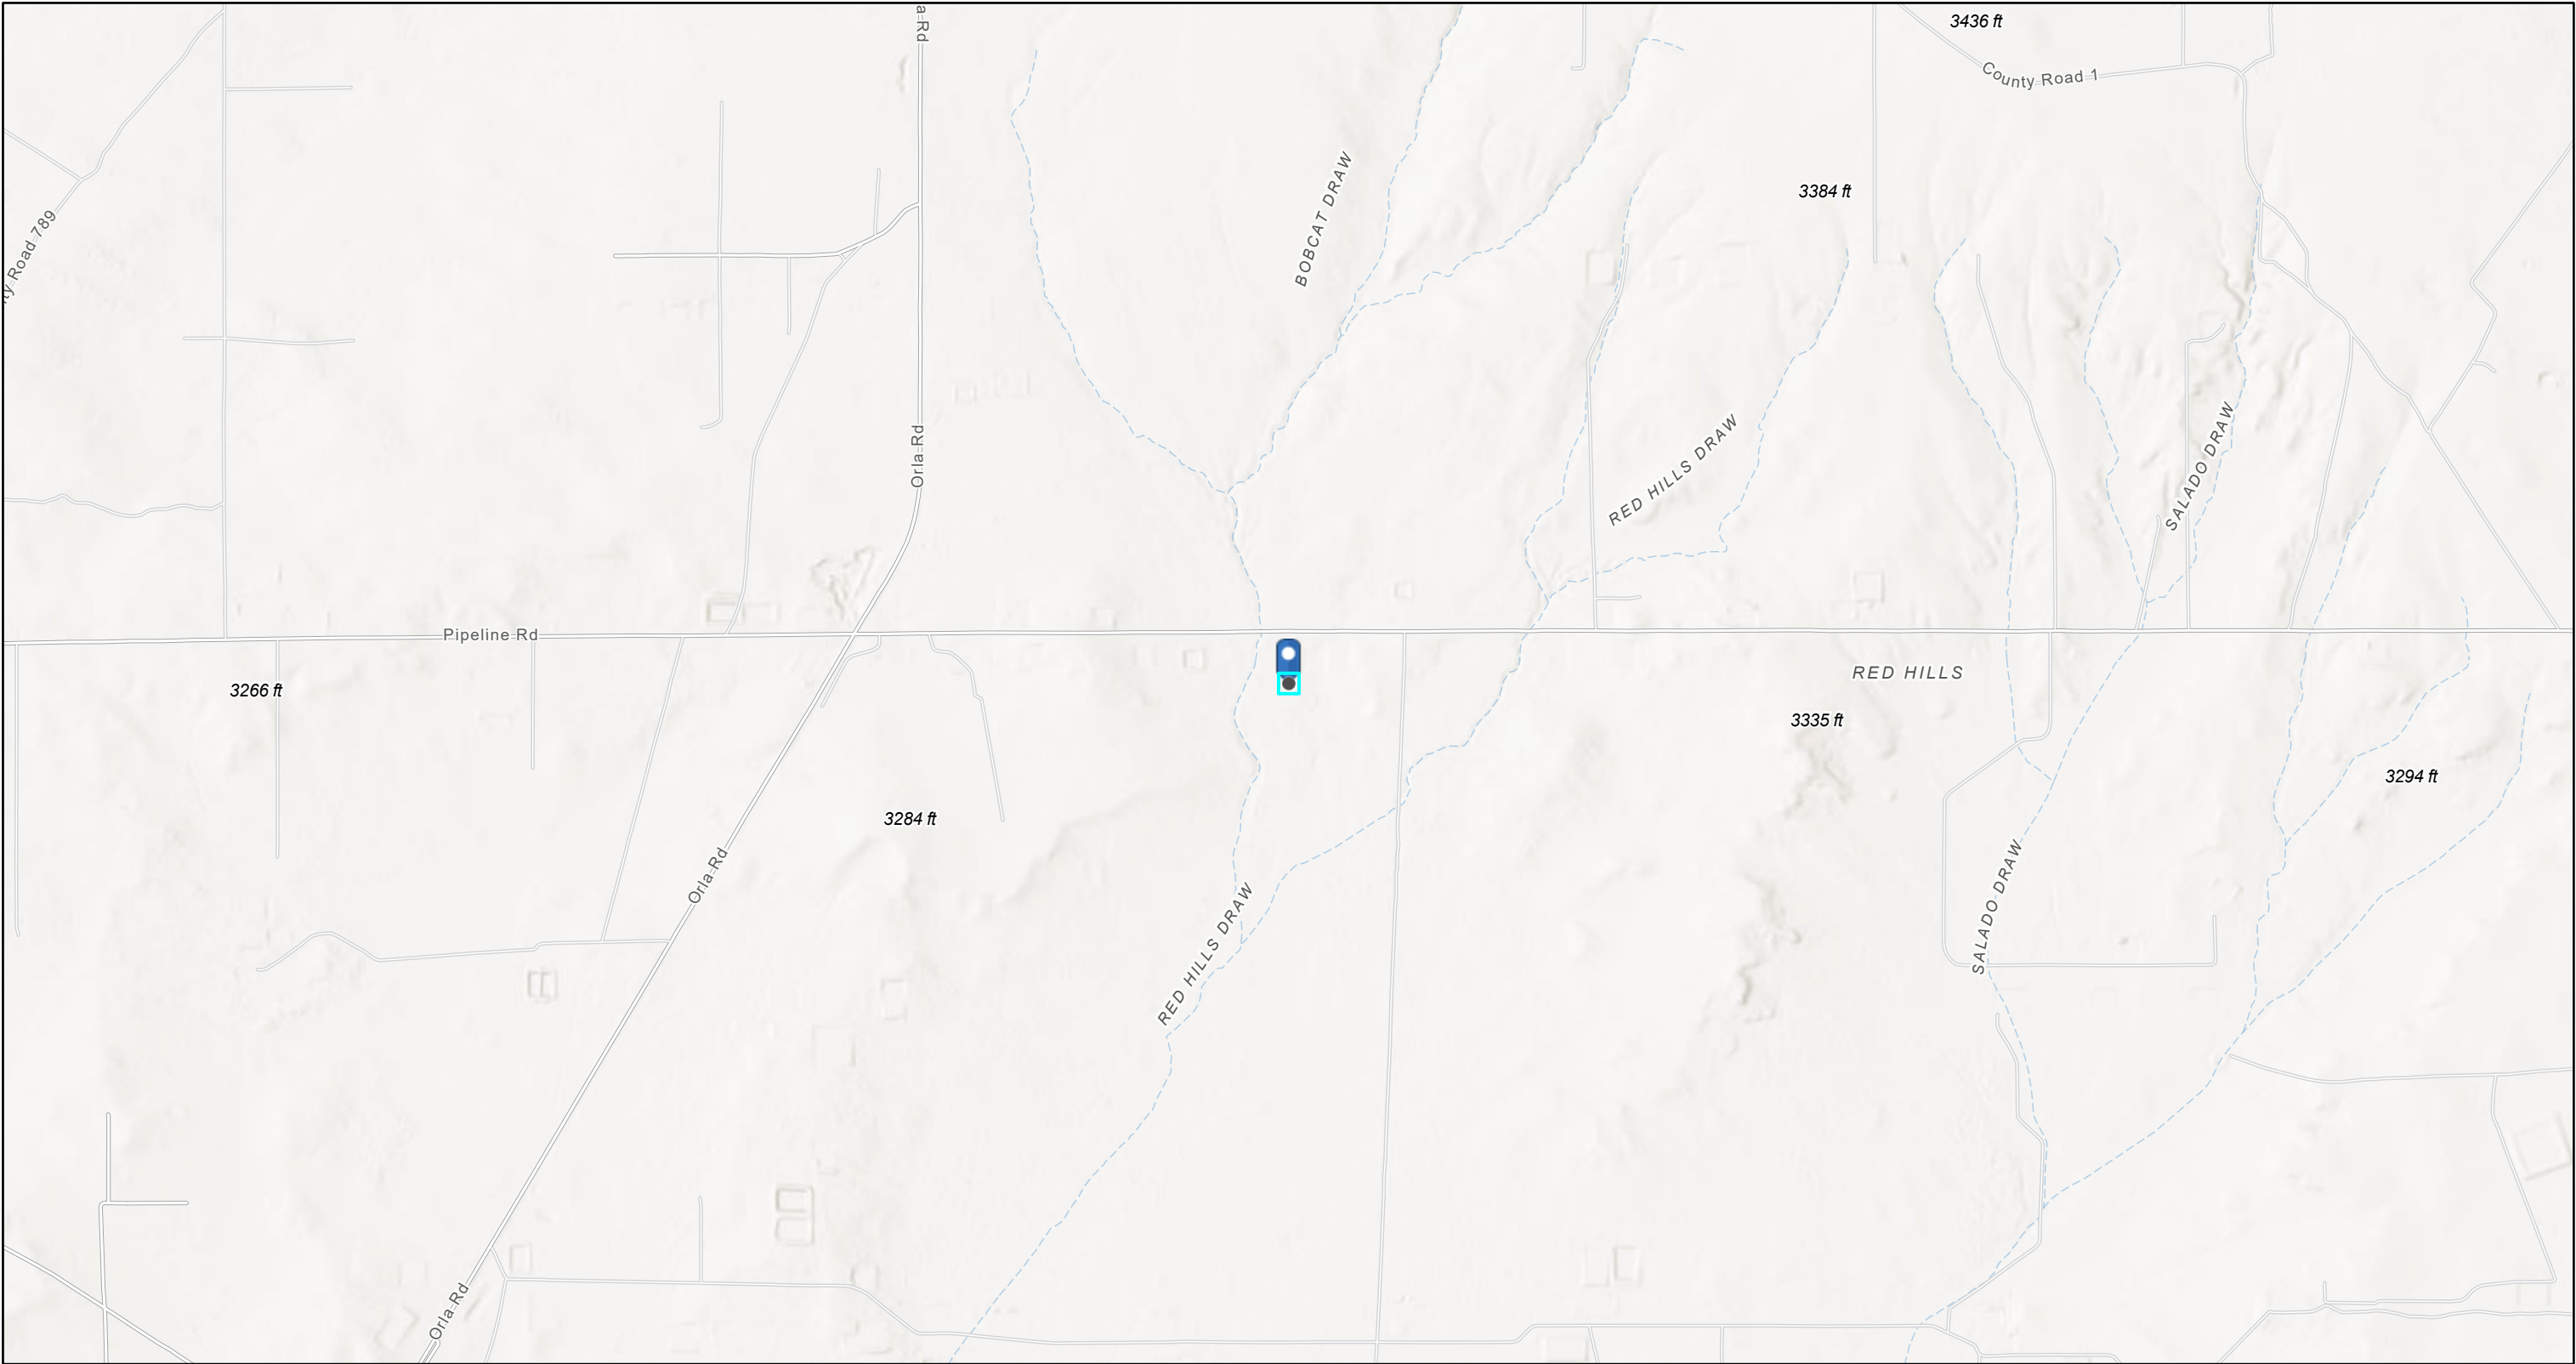 a Rd
3436 ft
County Road 1
BOBCAT DRAW
3384 ft
ty Road 789
Orla Rd
RED HILLS DRAW
SALADO DRAW
Pipeline Rd
RED HILLS
3266 ft
3335 ft
3294 ft
3284 ft
Orla Rd
RED HILLS DRAW
SALADO DRAW
Orla Rd